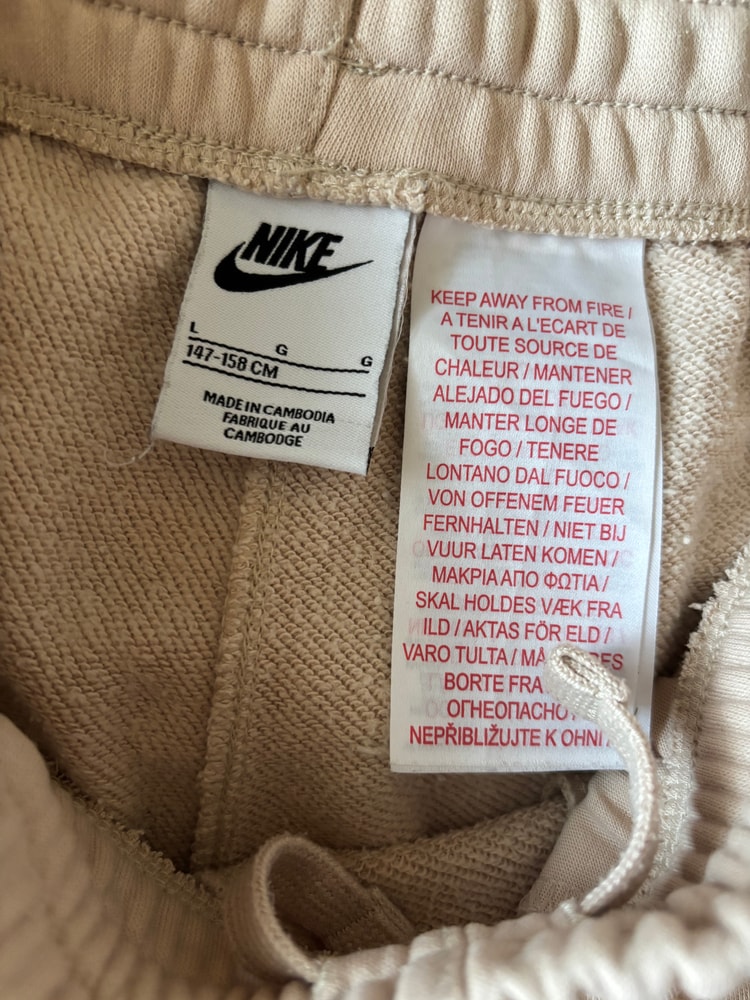 NIKE
L G G
147-158 CM
MADE IN CAMBODIA
FABRIQUE AU
CAMBODGE
KEEP AWAY FROM FIRE /
A TENIR A L'ECART DE
TOUTE SOURCE DE
CHALEUR / MANTENER
ALEJADO DEL FUEGO /
MANTER LONGE DE
FOGO / TENERE
LONTANO DAL FUOCO /
VON OFFENEM FEUER
FERNHALTEN / NIET BIJ
VUUR LATEN KOMEN /
ΜΑΚΡΙΑ ΑΠΟ ΦΩΤΙΑ /
SKAL HOLDES VÆK FRA
ILD / AKTAS FÖR ELD /
VARO TULTA /
BORTE FRA
ОГНЕОПАСНО
NEPŘIBLIŽUJTE K OHNI